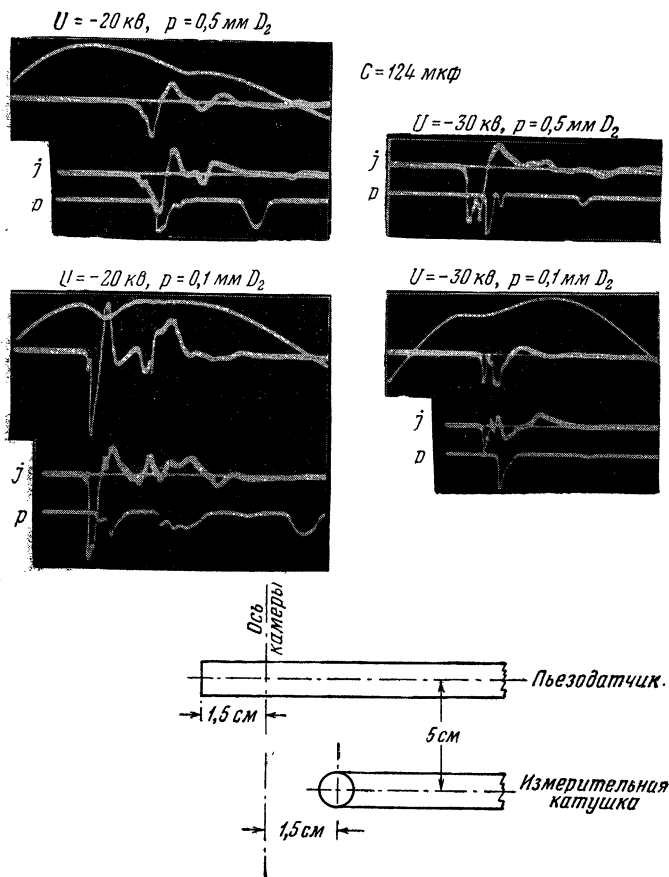 U = −20 кв, p = 0,5 мм D₂
C = 124 мкф
U = −30 кв, p = 0,5 мм D₂
j
p
j
p
U = −20 кв, p = 0,1 мм D₂
U = −30 кв, p = 0,1 мм D₂
j
p
j
p
Ось
камеры
Пьезодатчик.
1,5 см
5 см
Измерительная
катушка
1,5 см